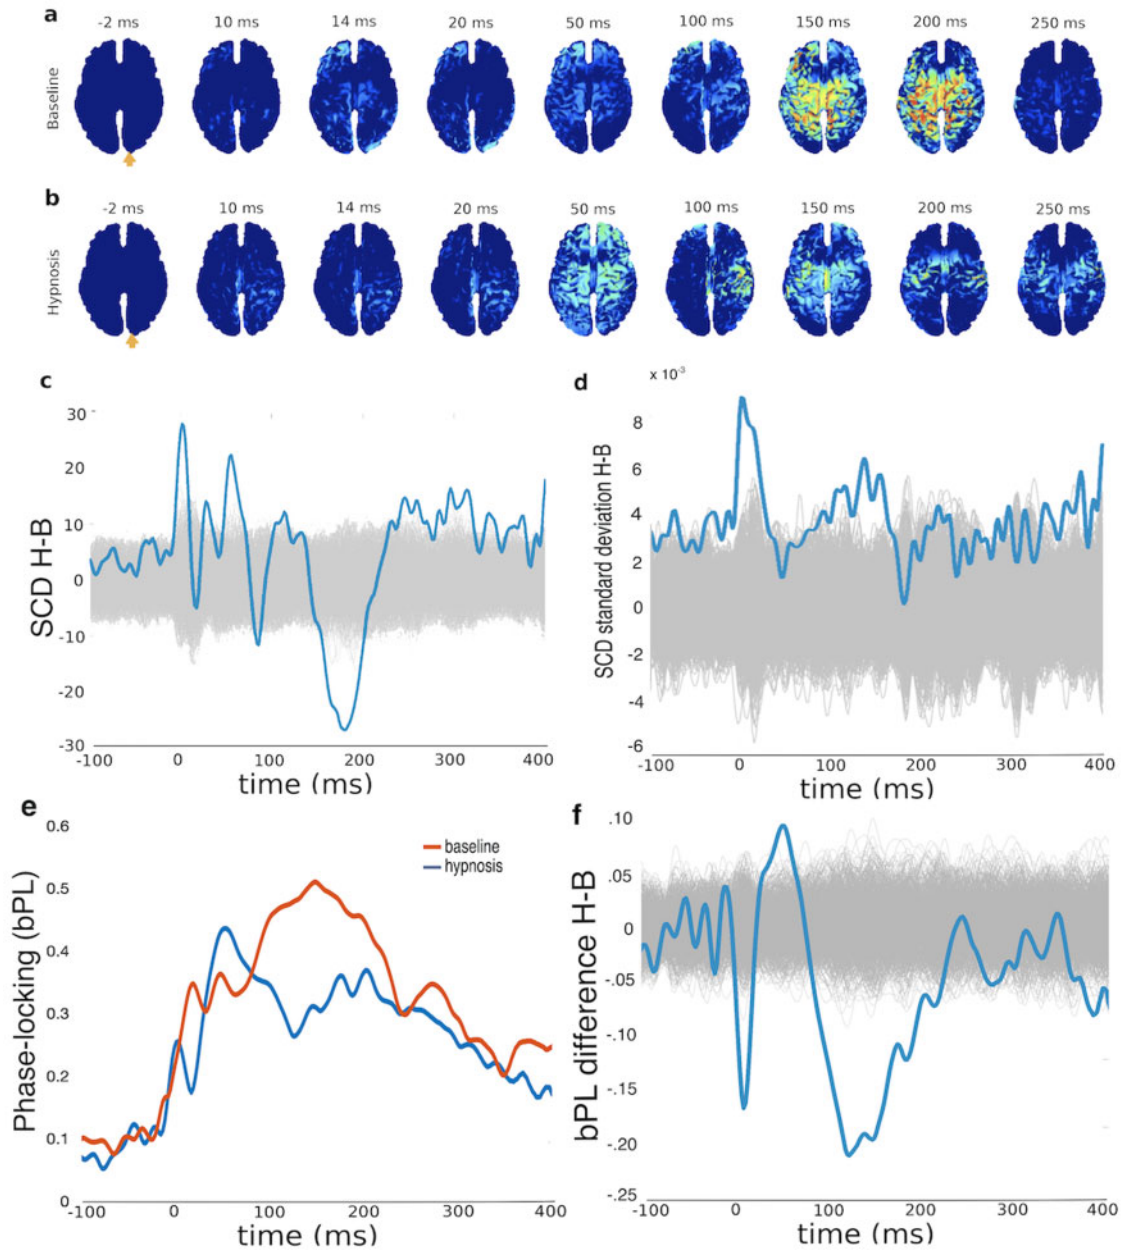 a
-2 ms 10 ms 14 ms 20 ms 50 ms 100 ms 150 ms 200 ms 250 ms
Baseline
b
-2 ms 10 ms 14 ms 20 ms 50 ms 100 ms 150 ms 200 ms 250 ms
Hypnosis
c
SCD H-B
30
20
10
0
-10
-20
-30
-100 0 100 200 300 400
time (ms)
d
x 10⁻³
SCD standard deviation H-B
8
6
4
2
0
-2
-4
-6
-100 0 100 200 300 400
time (ms)
e
Phase-locking (bPL)
0.6
0.5
0.4
0.3
0.2
0.1
0
baseline
hypnosis
-100 0 100 200 300 400
time (ms)
f
bPL difference H-B
.10
.05
0
-.05
-.10
-.15
-.20
-.25
-100 0 100 200 300 400
time (ms)